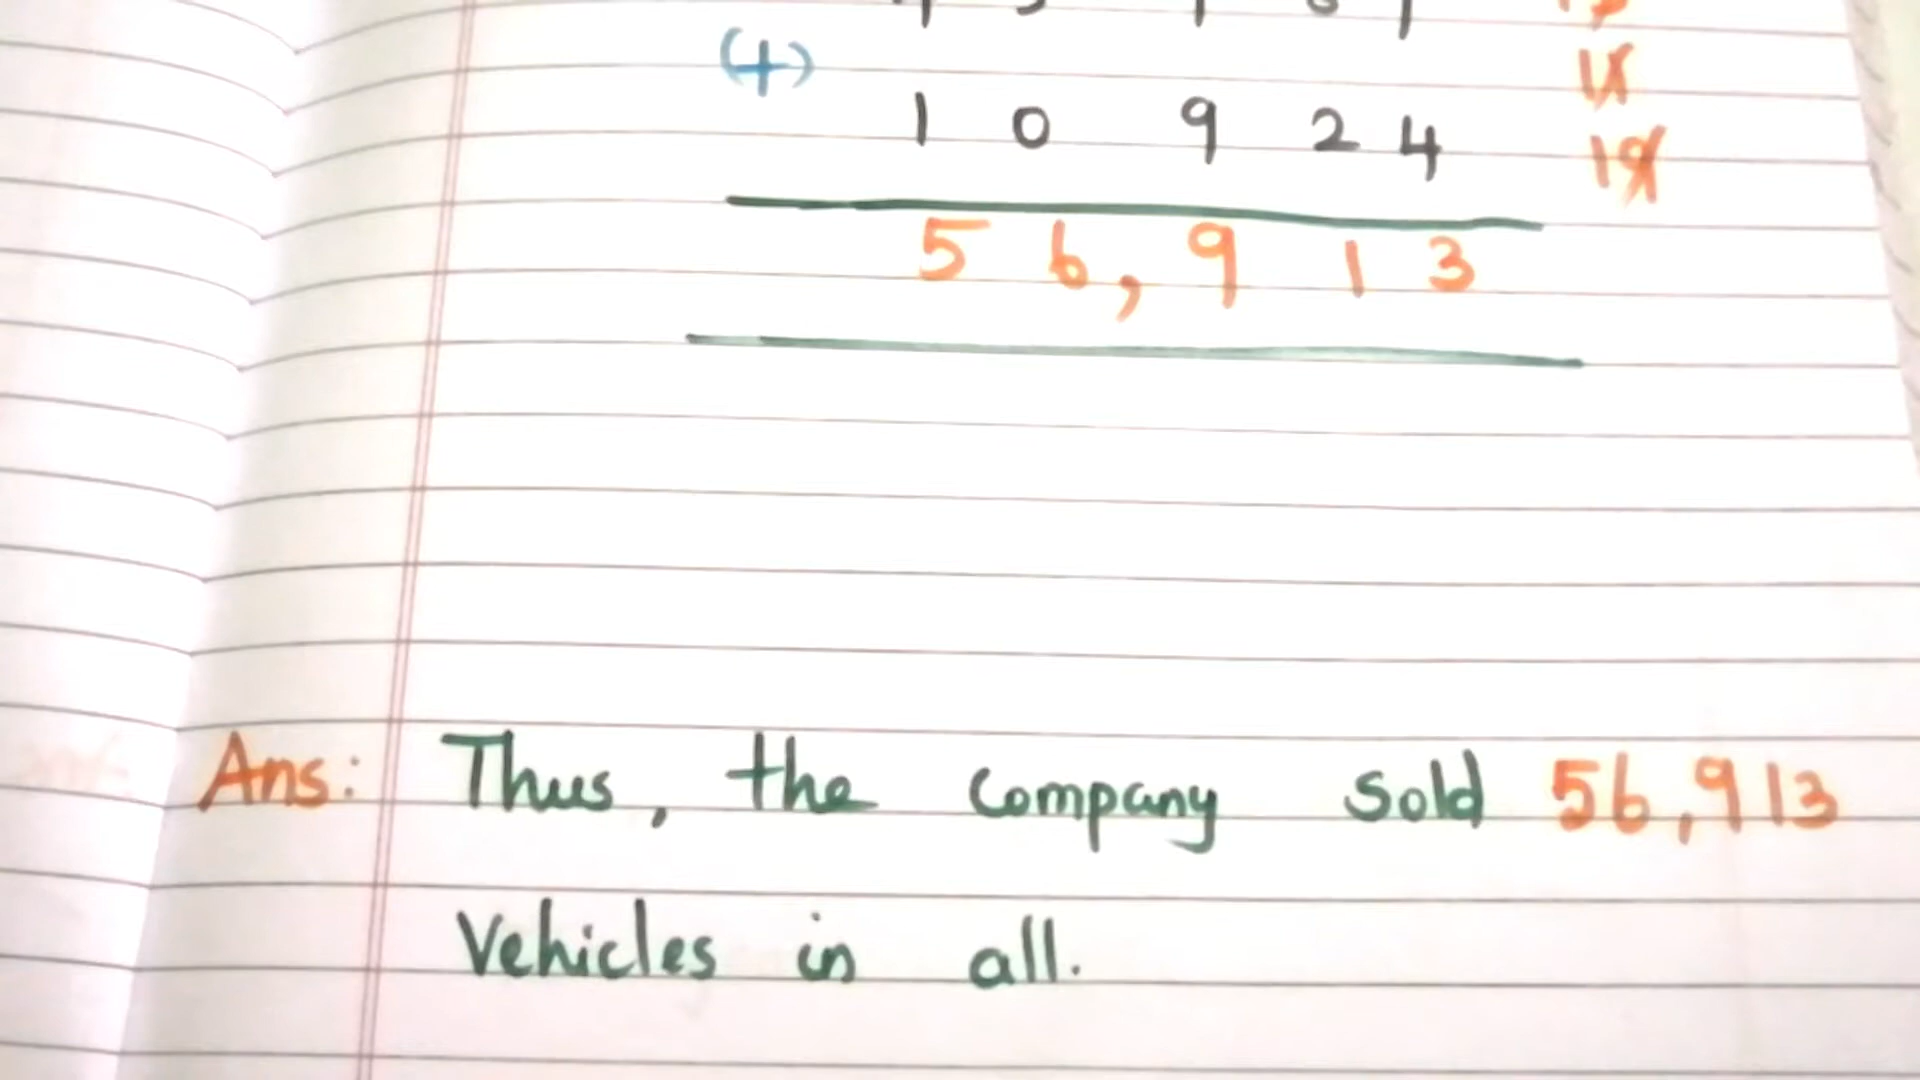 (+)
1 0 9 2 4
5 6, 9 1 3
Ans: Thus, the Company sold 56,913
Vehicles in all.